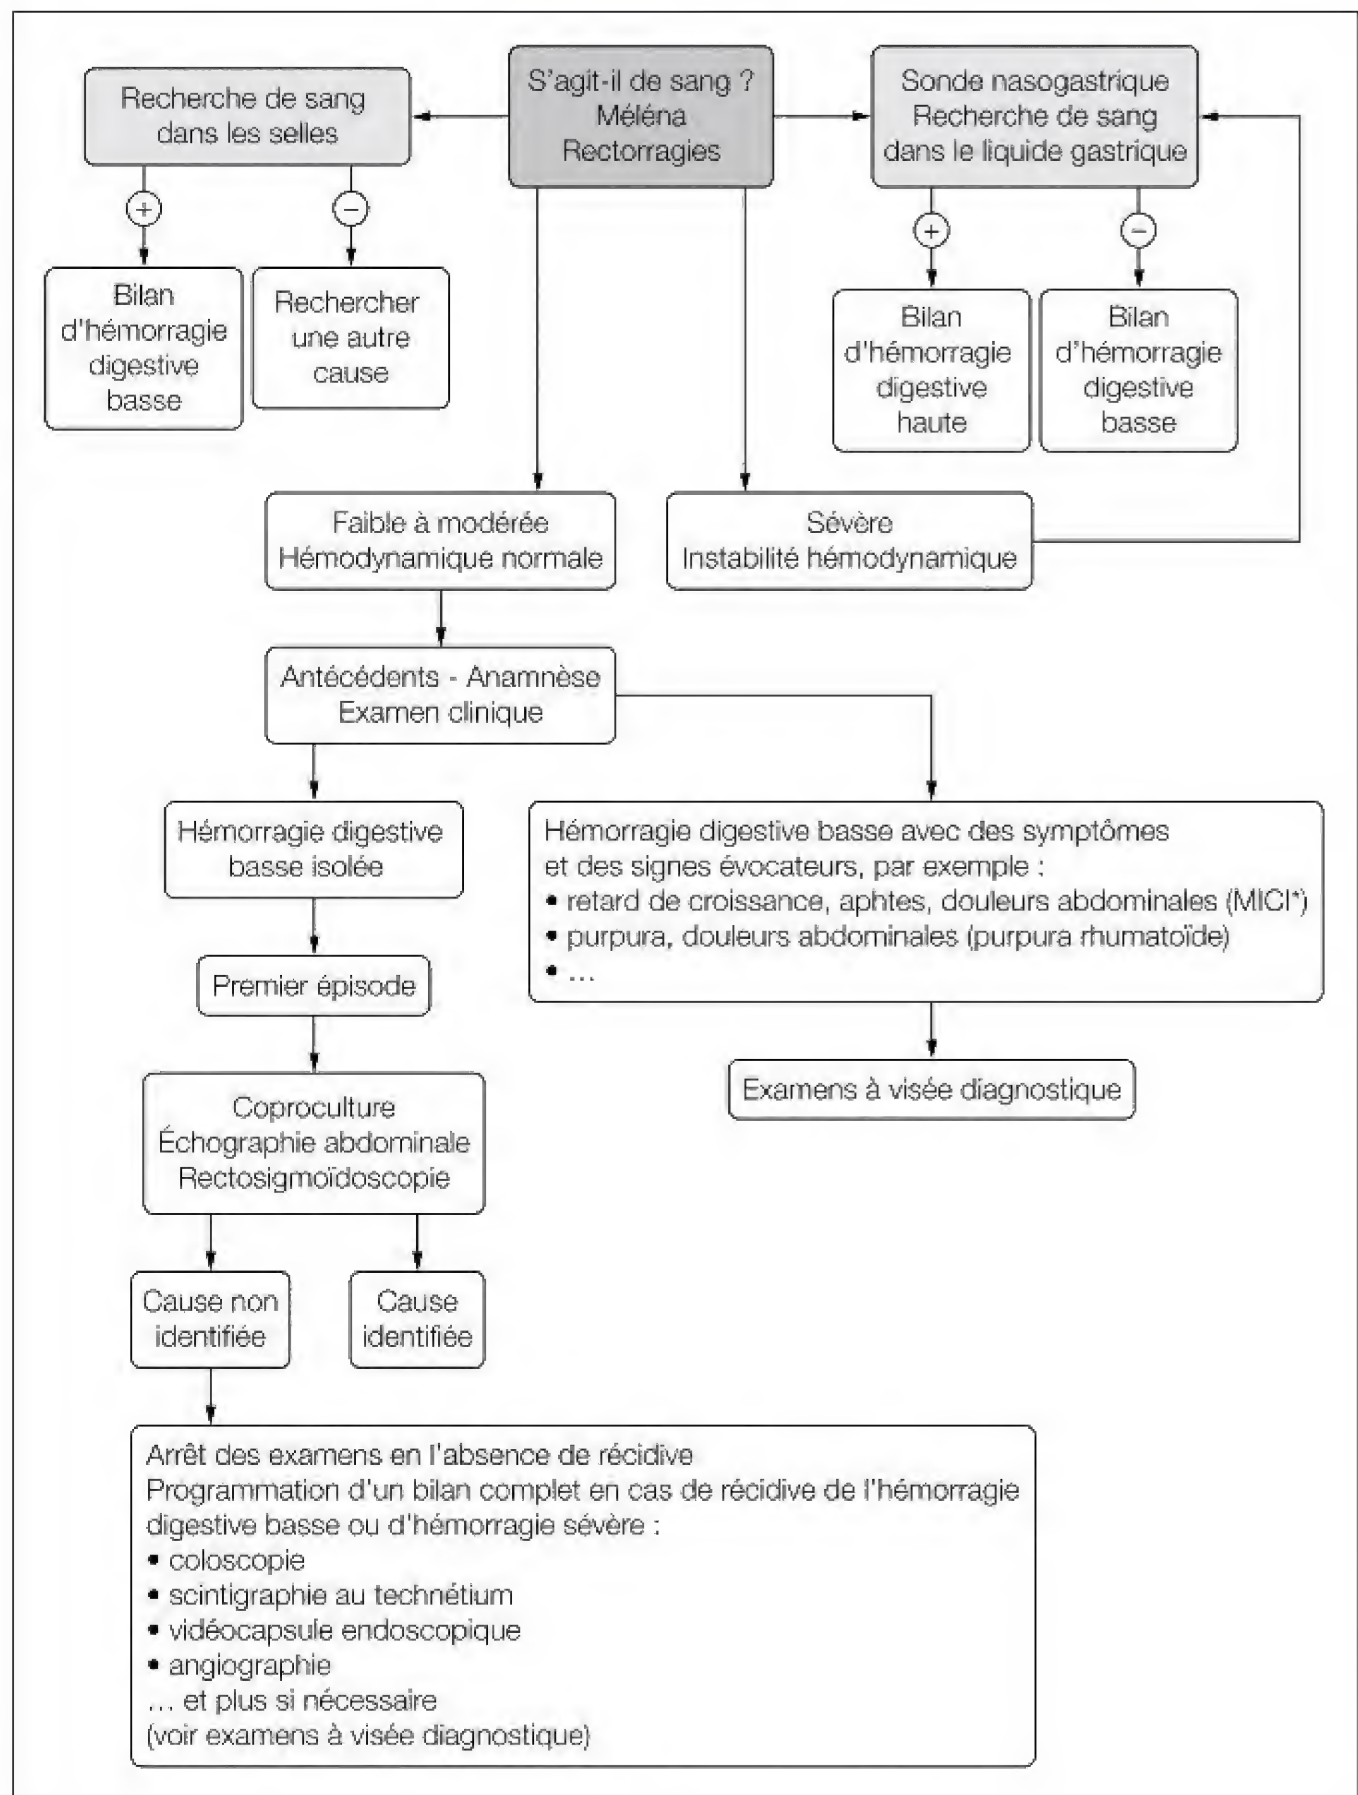 S'agit-il de sang ?
Méléna
Rectorragies
Recherche de sang
dans les selles
Sonde nasogastrique
Recherche de sang
dans le liquide gastrique
+
−
+
−
Bilan
d'hémorragie
digestive
basse
Rechercher
une autre
cause
Bilan
d'hémorragie
digestive
haute
Bilan
d'hémorragie
digestive
basse
Faible à modérée
Hémodynamique normale
Sévère
Instabilité hémodynamique
Antécédents - Anamnèse
Examen clinique
Hémorragie digestive
basse isolée
Hémorragie digestive basse avec des symptômes
et des signes évocateurs, par exemple :
• retard de croissance, aphtes, douleurs abdominales (MICI*)
• purpura, douleurs abdominales (purpura rhumatoïde)
• ...
Premier épisode
Examens à visée diagnostique
Coproculture
Échographie abdominale
Rectosigmoïdoscopie
Cause non
identifiée
Cause
identifiée
Arrêt des examens en l'absence de récidive
Programmation d'un bilan complet en cas de récidive de l'hémorragie
digestive basse ou d'hémorragie sévère :
• coloscopie
• scintigraphie au technétium
• vidéocapsule endoscopique
• angiographie
... et plus si nécessaire
(voir examens à visée diagnostique)